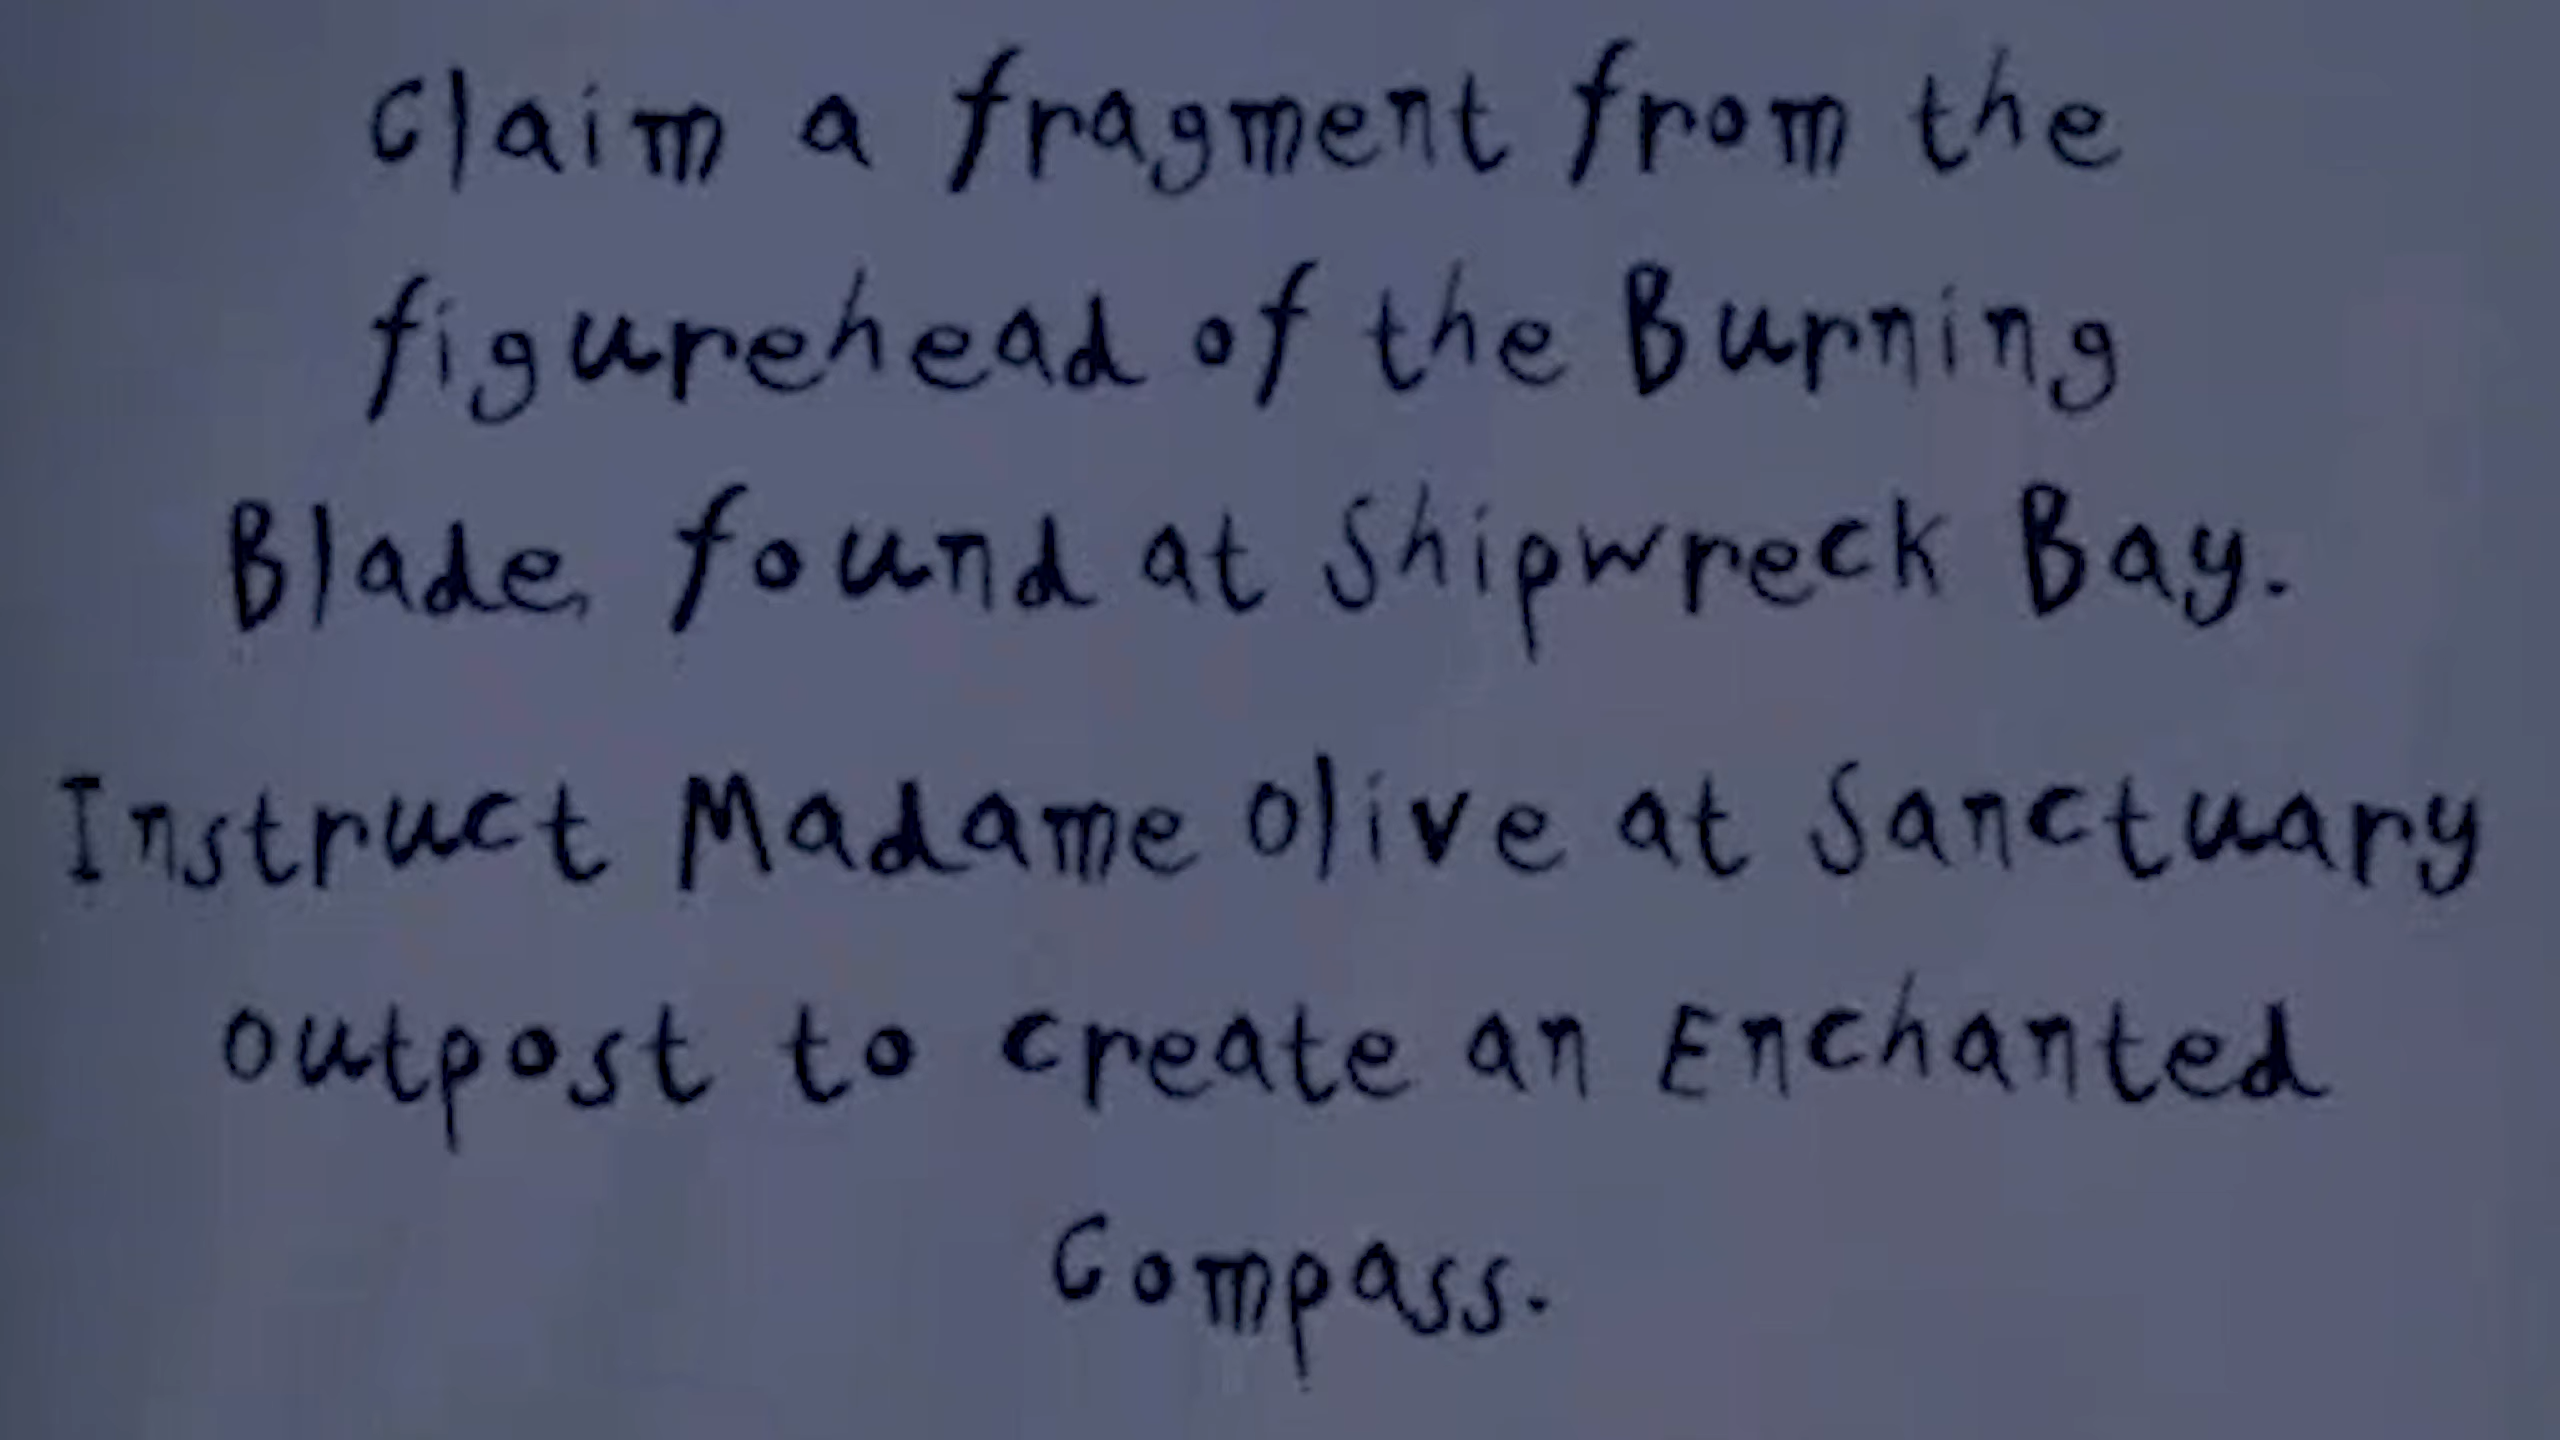 Claim a fragment from the
figurehead of the Burning
Blade, found at Shipwreck Bay.
Instruct Madame Olive at Sanctuary
Outpost to create an Enchanted
Compass.